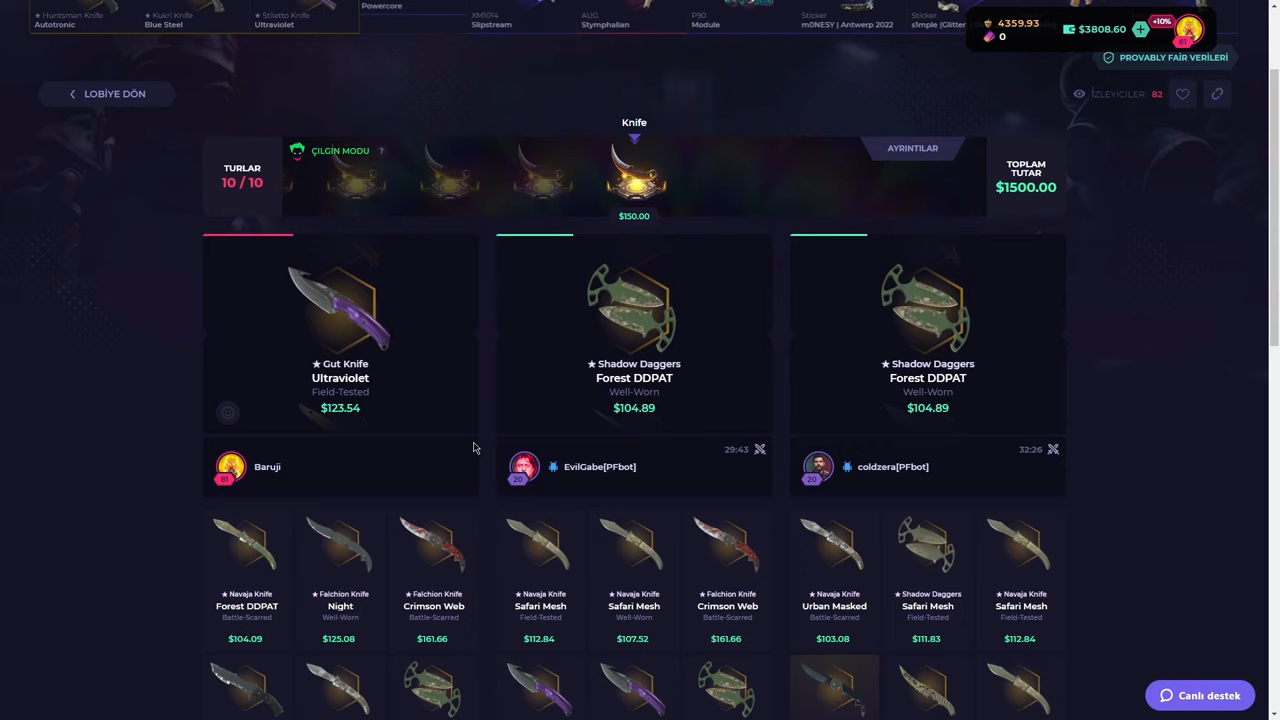 ★ Huntsman Knife
Autotronic
★ Kukri Knife
Blue Steel
★ Stiletto Knife
Ultraviolet
Powercore
XM1014
Slipstream
AUG
Stymphalian
P90
Module
Sticker
m0NESY | Antwerp 2022
Sticker
s1mple (Glitter)
4359.93
0
$3808.60
+10%
81
PROVABLY FAIR VERİLERİ
LOBİYE DÖN
İZLEYİCİLER: 82
Knife
TURLAR
10 / 10
ÇILGIN MODU ?
AYRINTILAR
TOPLAM
TUTAR
$1500.00
$150.00
★ Gut Knife
Ultraviolet
Field-Tested
$123.54
★ Shadow Daggers
Forest DDPAT
Well-Worn
$104.89
★ Shadow Daggers
Forest DDPAT
Well-Worn
$104.89
Baruji
81
29:43
EvilGabe[PFbot]
20
32:26
coldzera[PFbot]
20
★ Navaja Knife
Forest DDPAT
Battle-Scarred
$104.09
★ Falchion Knife
Night
Well-Worn
$125.08
★ Falchion Knife
Crimson Web
Battle-Scarred
$161.66
★ Navaja Knife
Safari Mesh
Field-Tested
$112.84
★ Navaja Knife
Safari Mesh
Well-Worn
$107.52
★ Falchion Knife
Crimson Web
Battle-Scarred
$161.66
★ Navaja Knife
Urban Masked
Battle-Scarred
$103.08
★ Shadow Daggers
Safari Mesh
Field-Tested
$111.83
★ Navaja Knife
Safari Mesh
Field-Tested
$112.84
Canlı destek